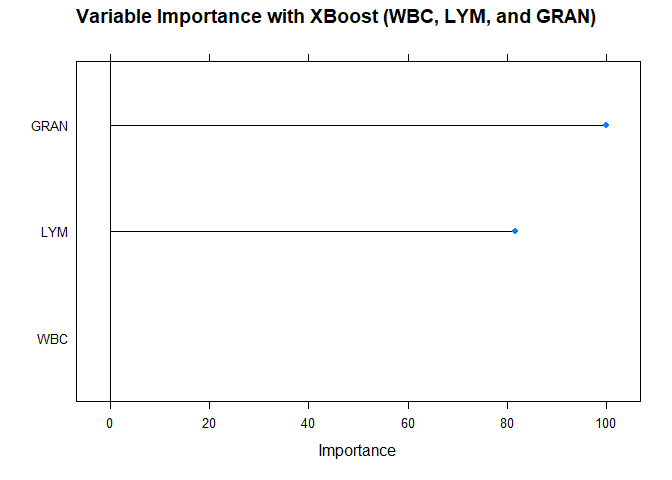 Variable Importance with XBoost (WBC, LYM, and GRAN)
GRAN
LYM
WBC
0 20 40 60 80 100
Importance